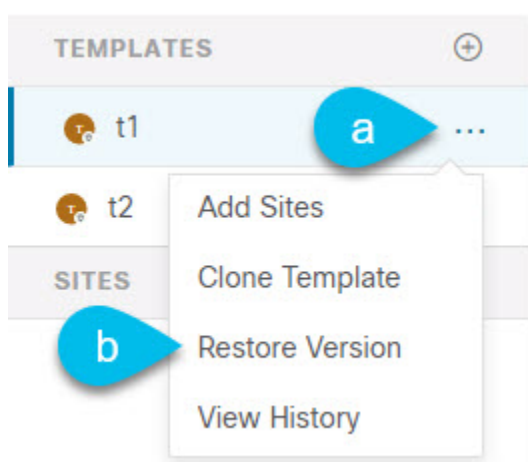 TEMPLATES
T t1 a ...
T t2
Add Sites
SITES
Clone Template
b
Restore Version
View History